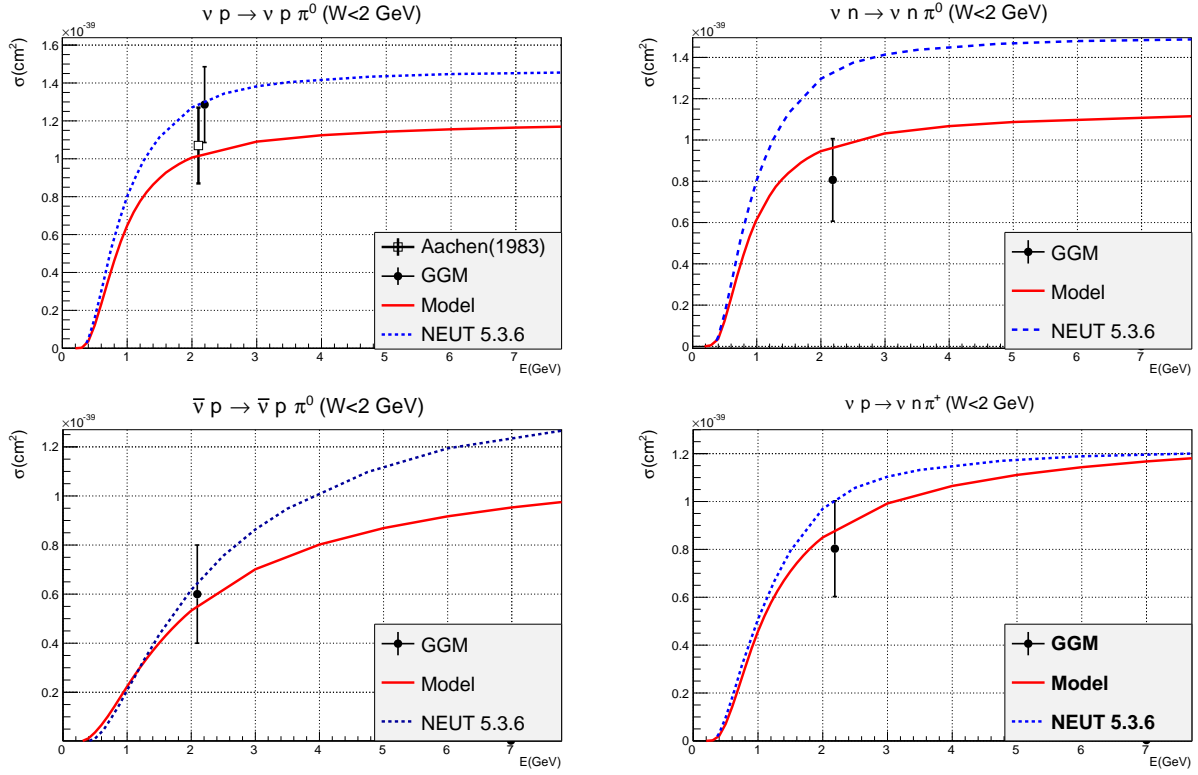 ν p → ν p π⁰ (W<2 GeV)
×10⁻³⁹
σ(cm²)
1.6
1.4
1.2
1
0.8
0.6
0.4
0.2
0
0 1 2 3 4 5 6 7
E(GeV)
Aachen(1983)
GGM
Model
NEUT 5.3.6
ν n → ν n π⁰ (W<2 GeV)
×10⁻³⁹
σ(cm²)
1.4
1.2
1
0.8
0.6
0.4
0.2
0
0 1 2 3 4 5 6 7
E(GeV)
GGM
Model
NEUT 5.3.6
ν̅ p → ν̅ p π⁰ (W<2 GeV)
×10⁻³⁹
σ(cm²)
1.2
1
0.8
0.6
0.4
0.2
0
0 1 2 3 4 5 6 7
E(GeV)
GGM
Model
NEUT 5.3.6
ν p → ν n π⁺ (W<2 GeV)
×10⁻³⁹
σ(cm²)
1.2
1
0.8
0.6
0.4
0.2
0
0 1 2 3 4 5 6 7
E(GeV)
GGM
Model
NEUT 5.3.6